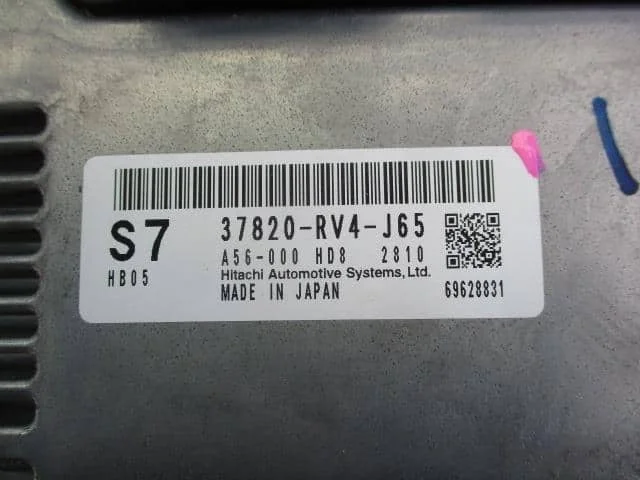 S7
HB05
37820-RV4-J65
A56-000 HD8 2810
Hitachi Automotive Systems, Ltd.
MADE IN JAPAN
69628831